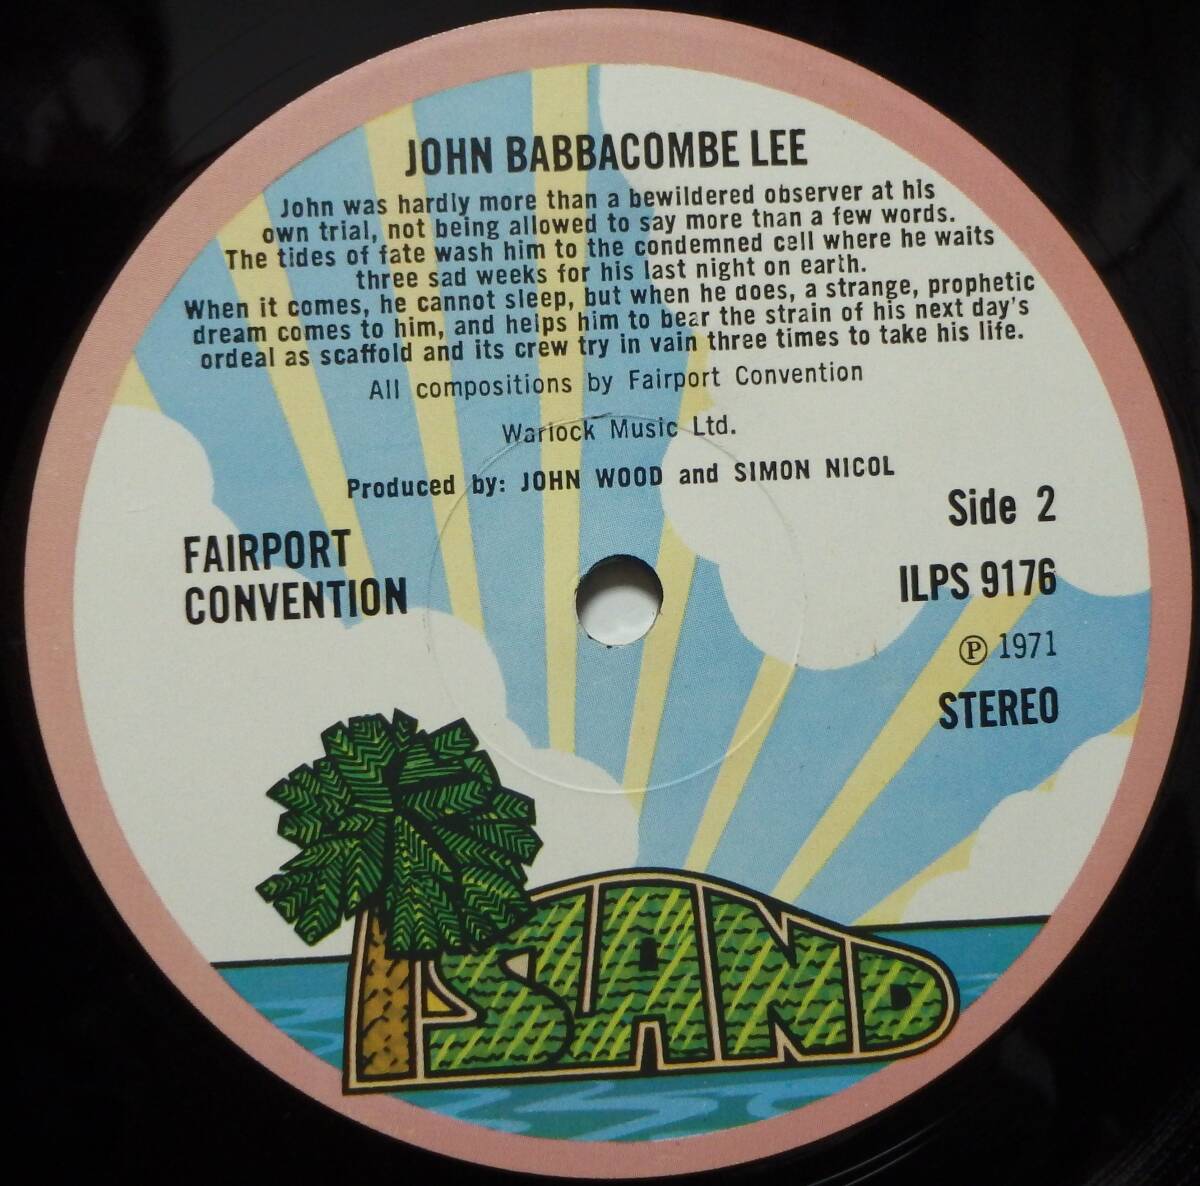 JOHN BABBACOMBE LEE
John was hardly more than a bewildered observer at his
own trial, not being allowed to say more than a few words.
The tides of fate wash him to the condemned cell where he waits
three sad weeks for his last night on earth.
When it comes, he cannot sleep, but when he does, a strange, prophetic
dream comes to him, and helps him to bear the strain of his next day's
ordeal as scaffold and its crew try in vain three times to take his life.
All compositions by Fairport Convention
Warlock Music Ltd.
Produced by: JOHN WOOD and SIMON NICOL
Side 2
FAIRPORT
CONVENTION
ILPS 9176
℗ 1971
STEREO
ISLAND